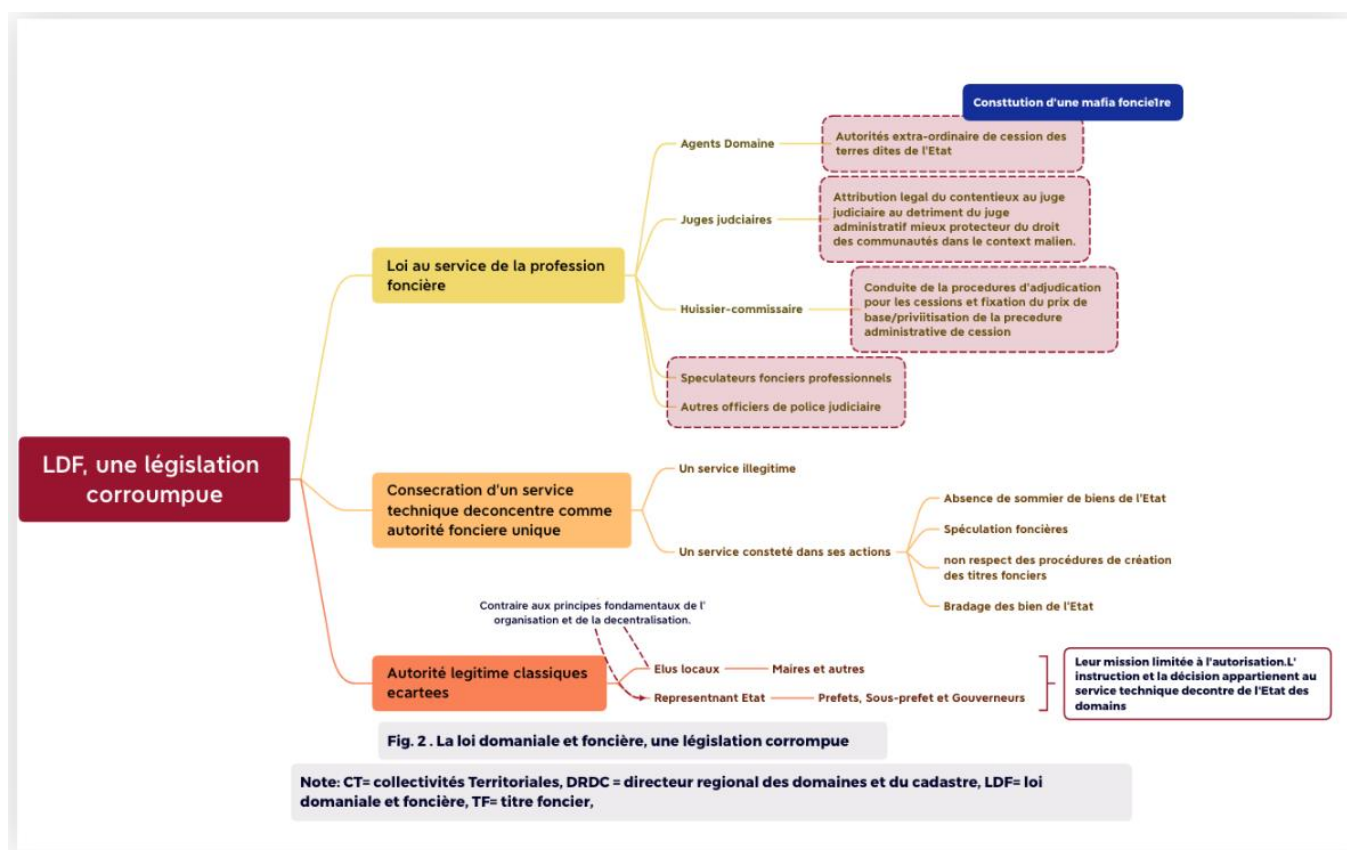 Consttution d'une mafia foncie1re
Agents Domaine
Autorités extra-ordinaire de cession des
terres dites de l'Etat
Juges judciaires
Attribution legal du contentieux au juge
judiciaire au detriment du juge
administratif mieux protecteur du droit
des communautés dans le context malien.
Loi au service de la profession
foncière
Huissier-commissaire
Conduite de la procedures d'adjudication
pour les cessions et fixation du prix de
base/priviitisation de la precedure
administrative de cession
Speculateurs fonciers professionnels
Autres officiers de police judiciaire
LDF, une législation
corroumpue
Consecration d'un service
technique deconcentre comme
autorité fonciere unique
Un service illegitime
Un service consteté dans ses actions
Absence de sommier de biens de l'Etat
Spéculation foncières
non respect des procédures de création
des titres fonciers
Bradage des bien de l'Etat
Contraire aux principes fondamentaux de l'
organisation et de la decentralisation.
Autorité legitime classiques
ecartees
Elus locaux
Maires et autres
Representnant Etat
Prefets, Sous-prefet et Gouverneurs
Leur mission limitée à l'autorisation.L'
instruction et la décision appartienent au
service technique decontre de l'Etat des
domains
Fig. 2 . La loi domaniale et foncière, une législation corrompue
Note: CT= collectivités Territoriales, DRDC = directeur regional des domaines et du cadastre, LDF= loi
domaniale et foncière, TF= titre foncier,